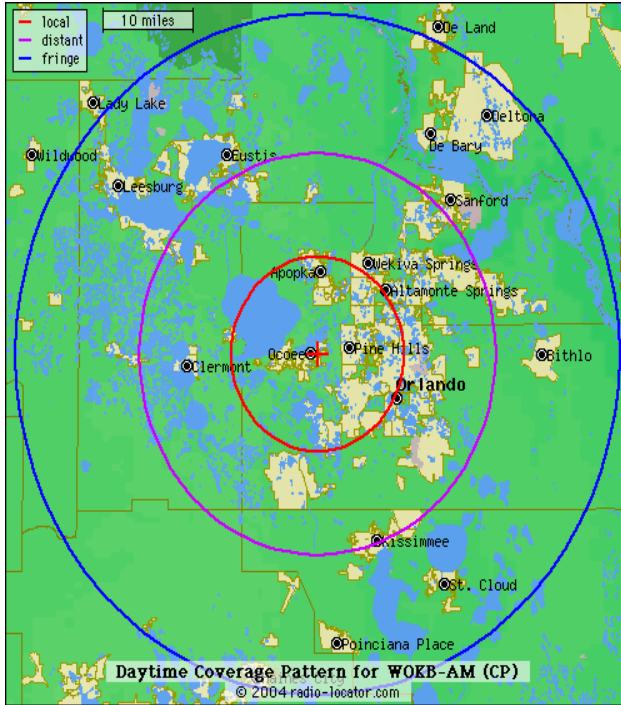 local
distant
fringe
10 miles
De Land
Lady Lake
Deltona
De Bary
Wildwood
Eustis
Leesburg
Sanford
Wekiva Springs
Apopka
Altamonte Springs
Ocoee
Pine Hills
Bithlo
Clermont
Orlando
Kissimmee
St. Cloud
Poinciana Place
Daytime Coverage Pattern for WOKB-AM (CP)
Haines City
© 2004 radio-locator.com